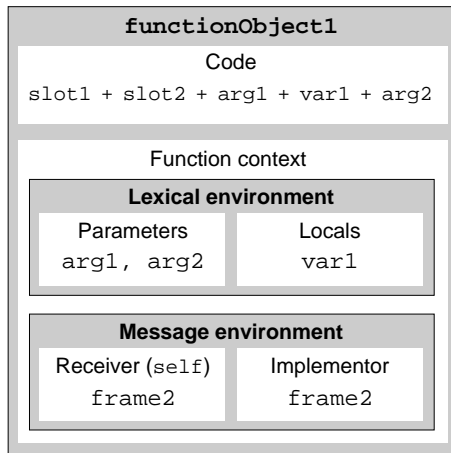 functionObject1
Code
slot1 + slot2 + arg1 + var1 + arg2
Function context
Lexical environment
Parameters
arg1, arg2
Locals
var1
Message environment
Receiver (self)
frame2
Implementor
frame2